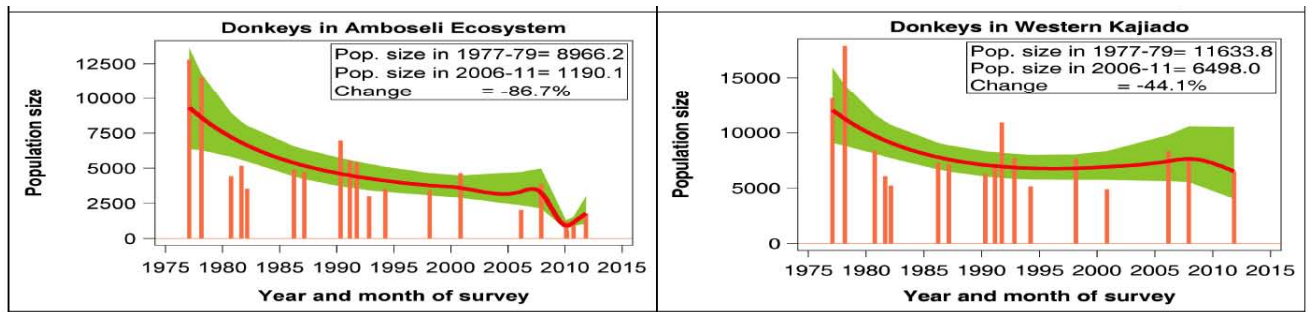 Donkeys in Amboseli Ecosystem
Pop. size in 1977-79= 8966.2
Pop. size in 2006-11= 1190.1
Change = -86.7%
Population size
12500
10000
7500
5000
2500
0
1975 1980 1985 1990 1995 2000 2005 2010 2015
Year and month of survey
Donkeys in Western Kajiado
Pop. size in 1977-79= 11633.8
Pop. size in 2006-11= 6498.0
Change = -44.1%
Population size
15000
10000
5000
0
1975 1980 1985 1990 1995 2000 2005 2010 2015
Year and month of survey